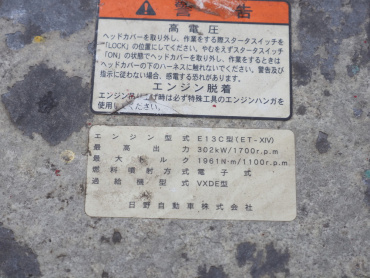 警告
高電圧
ヘッドカバーを取り外し、作業をする際スタータスイッチを
「LOCK」の位置にしてください。やむをえずスタータスイッチ
「ON」の状態でヘッドカバーを取り外し、作業をするときは
ヘッドカバーの下のハーネスに触れないでください。警告及び
指示に従わない場合、感電する恐れがあります。
エンジン脱着
エンジン吊り上げ時は必ず特殊工具のエンジンハンガを
使用してください。
エンジン型式 E13C型(ET-XIV)
最高出力 302kW/1700r.p.m
最大トルク 1961N·m/1100r.p.m
燃料噴射方式 電子式
過給機型式 VXDE型
日野自動車株式会社